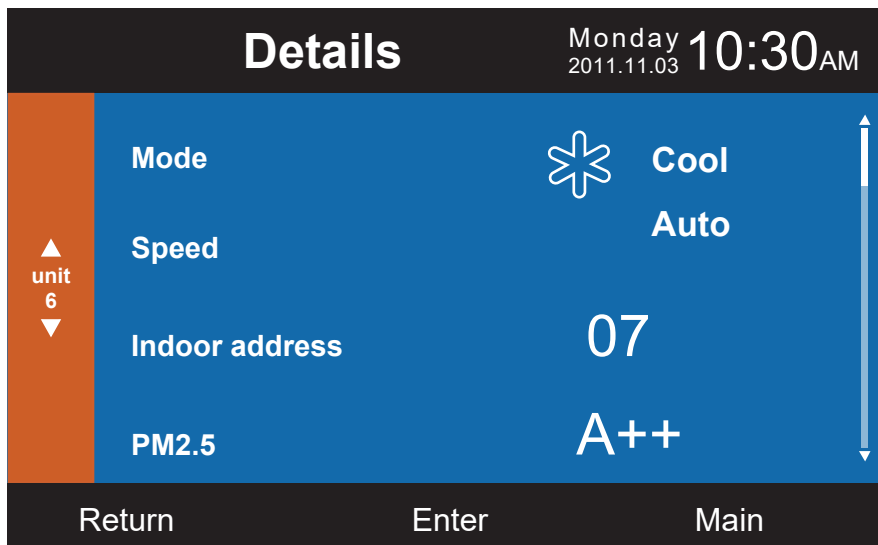 Details
Monday
2011.11.03
10:30AM
Mode
Cool
Speed
Auto
unit
6
Indoor address
07
PM2.5
A++
Return
Enter
Main